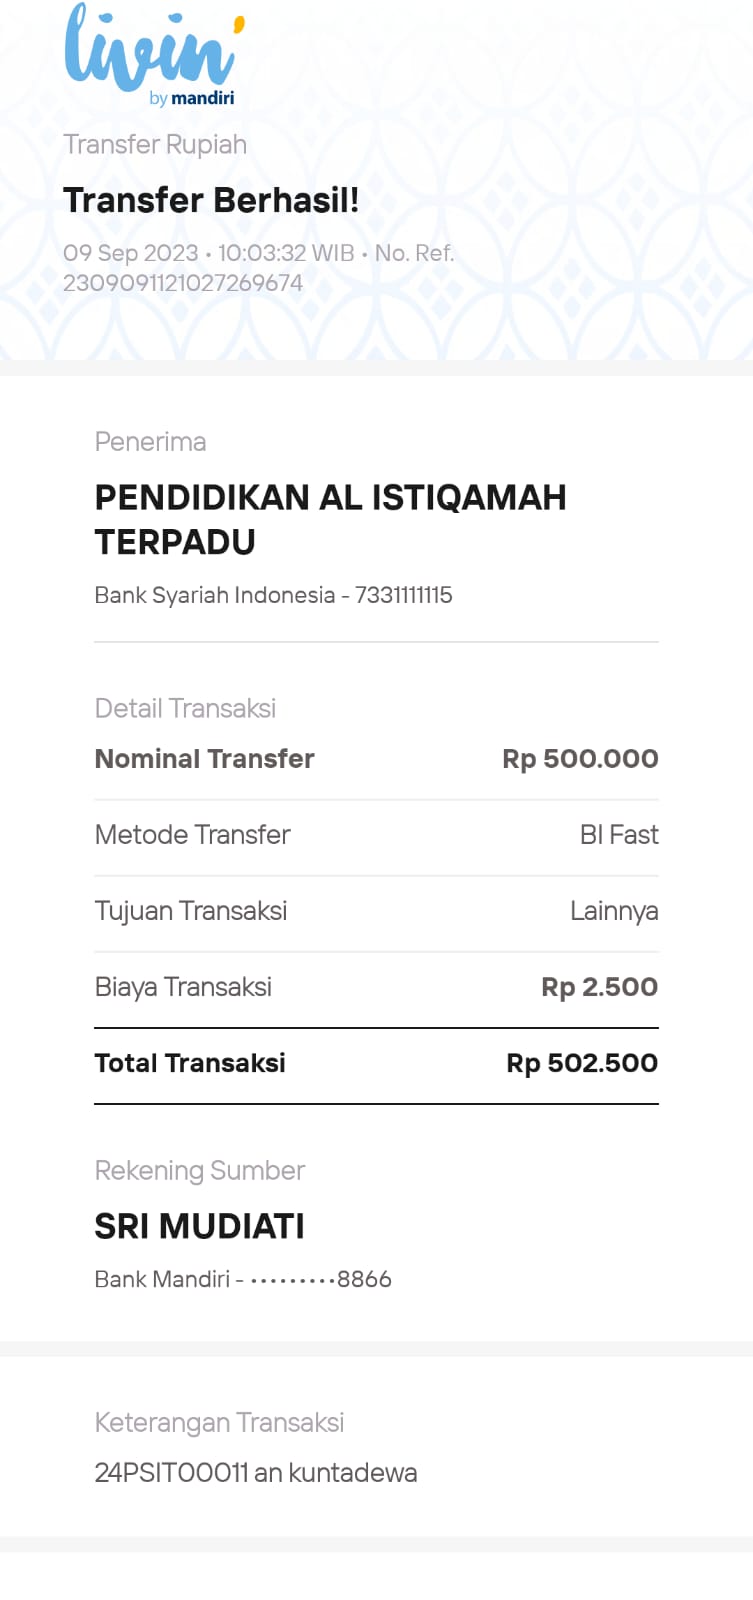 livin'
by mandiri
Transfer Rupiah
Transfer Berhasil!
09 Sep 2023 • 10:03:32 WIB • No. Ref.
2309091121027269674
Penerima
PENDIDIKAN AL ISTIQAMAH
TERPADU
Bank Syariah Indonesia - 7331111115
Detail Transaksi
Nominal Transfer Rp 500.000
Metode Transfer BI Fast
Tujuan Transaksi Lainnya
Biaya Transaksi Rp 2.500
Total Transaksi Rp 502.500
Rekening Sumber
SRI MUDIATI
Bank Mandiri - •••••••••8866
Keterangan Transaksi
24PSIT00011 an kuntadewa